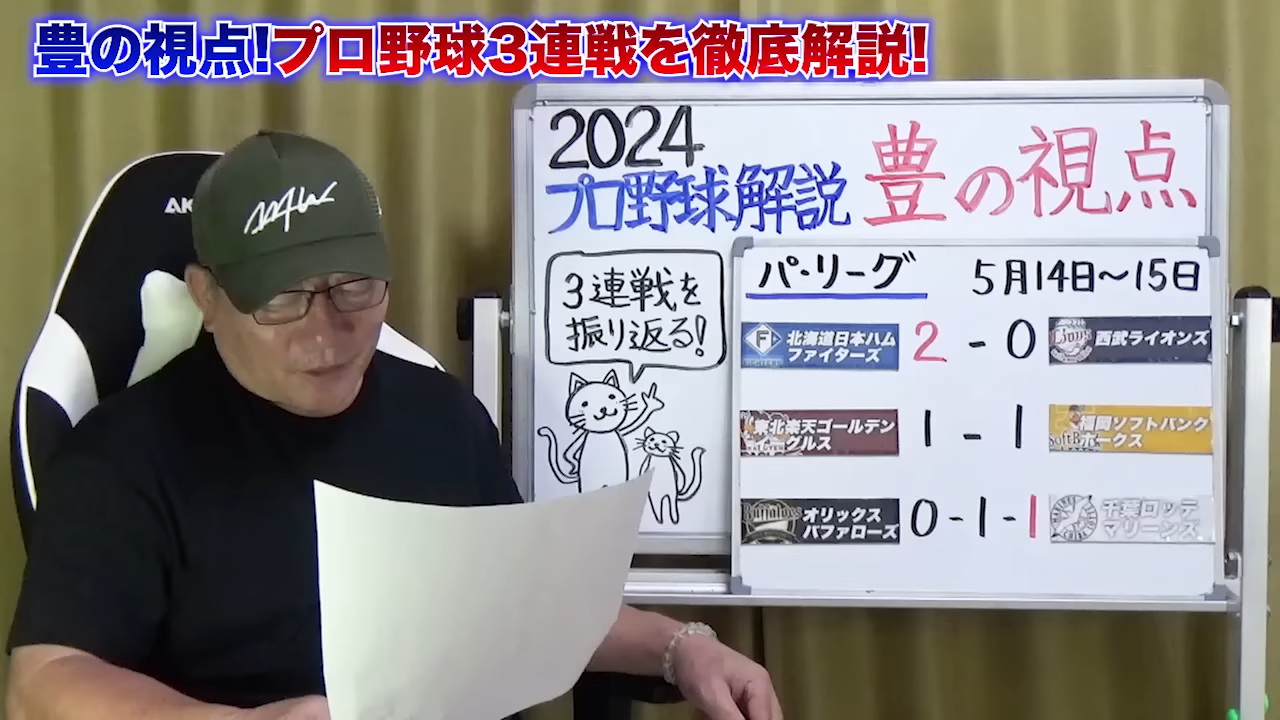 豊の視点!プロ野球3連戦を徹底解説!
2024
プロ野球解説 豊の視点
3連戦を
振り返る!
パ・リーグ 5月14日〜15日
北海道日本ハム
ファイターズ 2 - 0 西武ライオンズ
東北楽天ゴールデン
グルス 1 - 1 福岡ソフトバンク
ホークス
オリックス
バファローズ 0 - 1 - 1 千葉ロッテ
マリーンズ
AK